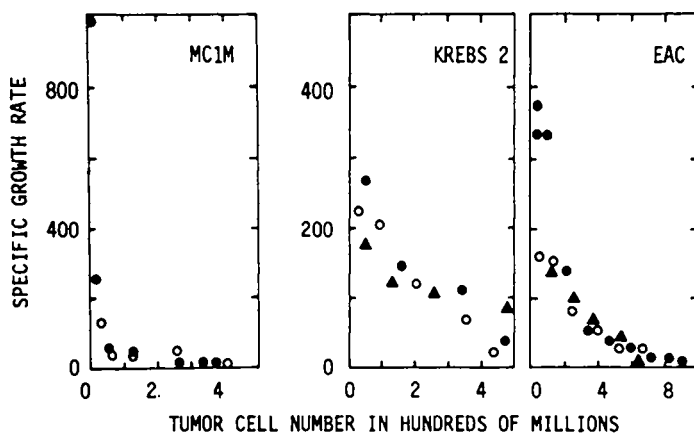 MC1M
KREBS 2
EAC
SPECIFIC GROWTH RATE
800
400
0
400
200
0
0 2 4
0 2 4
0 4 8
TUMOR CELL NUMBER IN HUNDREDS OF MILLIONS